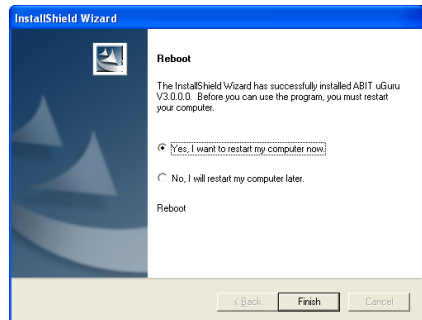 InstallShield Wizard
Reboot
The InstallShield Wizard has successfully installed ABIT uGuru
V3.0.0.0. Before you can use the program, you must restart
your computer.
Yes, I want to restart my computer now.
No, I will restart my computer later.
Reboot
< Back Finish Cancel